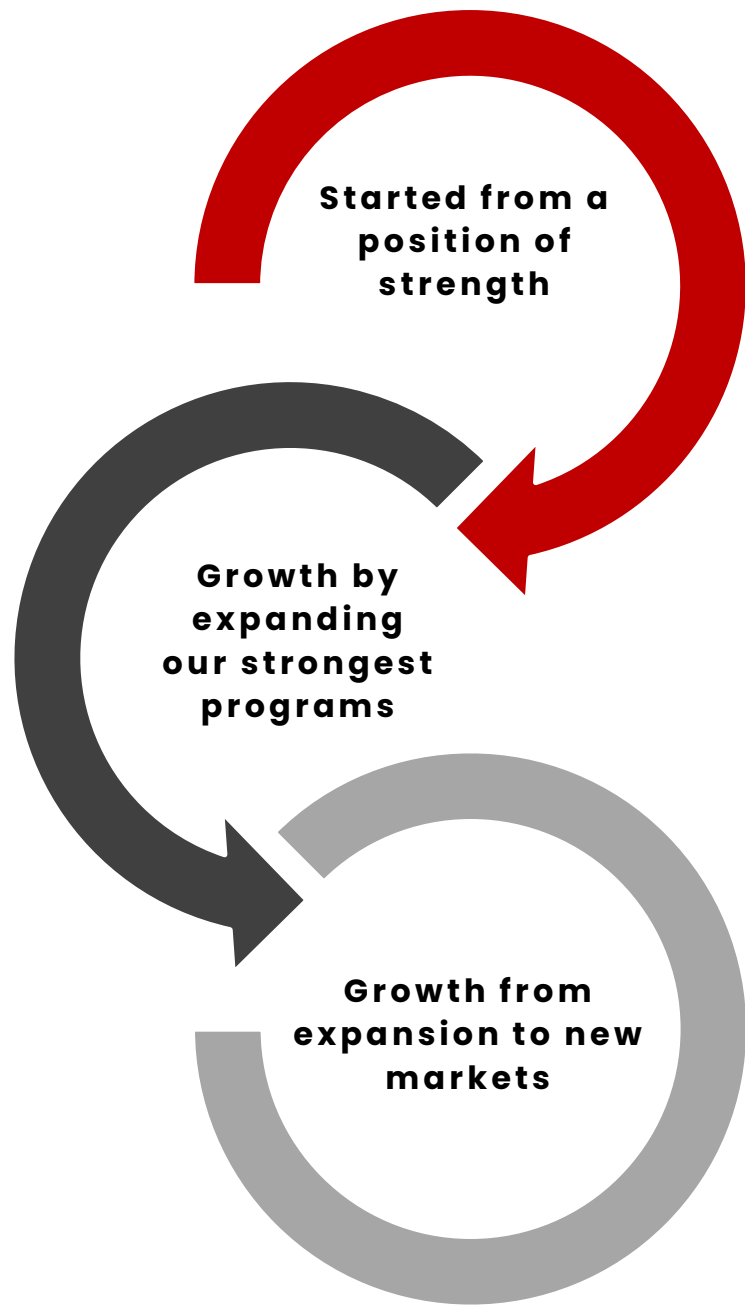 Started from a
position of
strength
Growth by
expanding
our strongest
programs
Growth from
expansion to new
markets